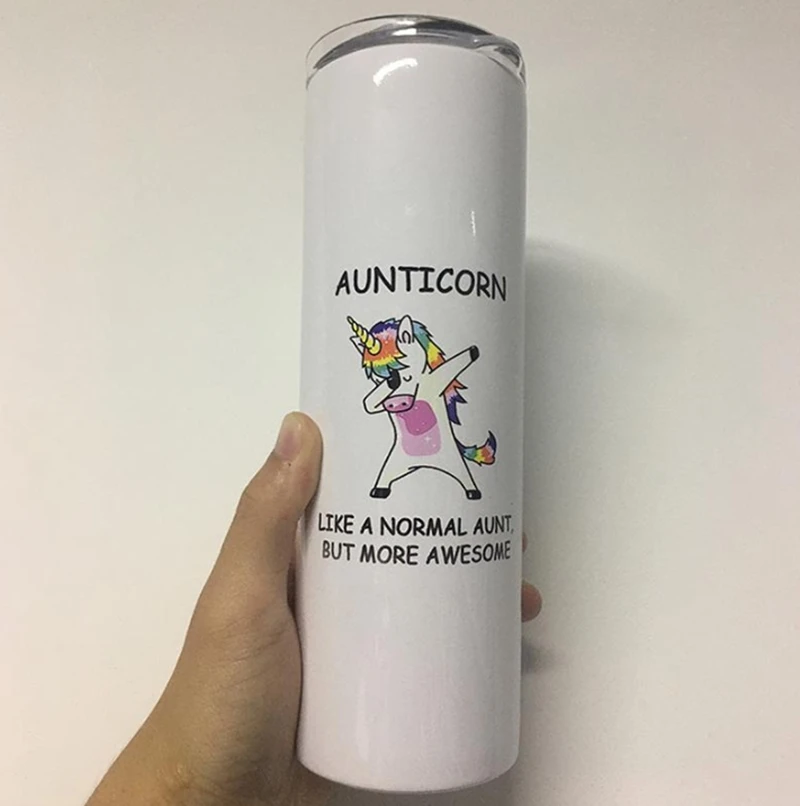 AUNTICORN
LIKE A NORMAL AUNT,
BUT MORE AWESOME